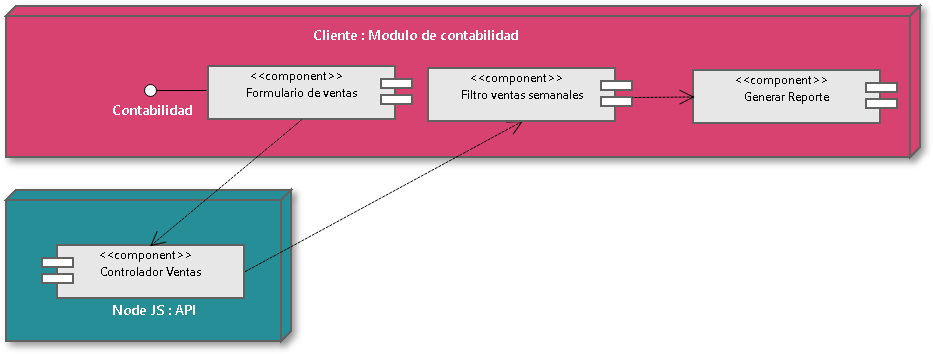 Cliente : Modulo de contabilidad
<<component>>
Formulario de ventas
<<component>>
Filtro ventas semanales
<<component>>
Generar Reporte
Contabilidad
<<component>>
Controlador Ventas
Node JS : API